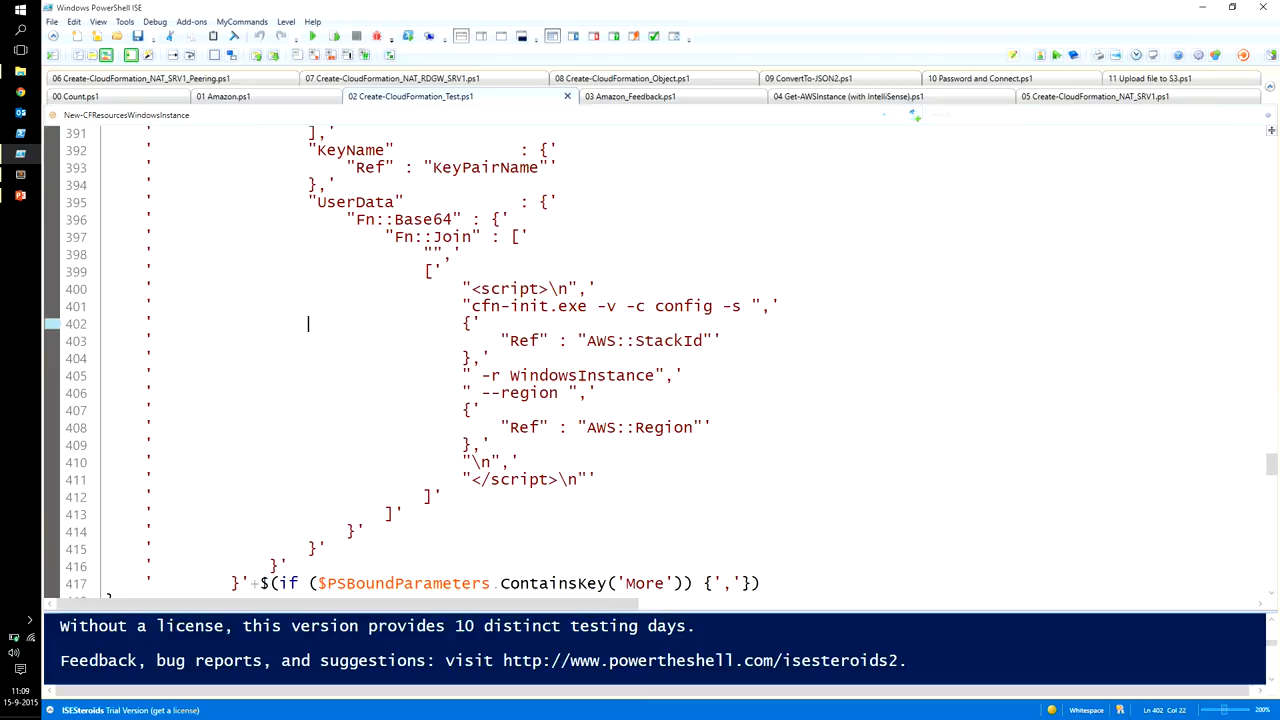 Windows PowerShell ISE
File Edit View Tools Debug Add-ons MyCommands Level Help
06 Create-CloudFormation_NAT_SRV1_Peering.ps1 07 Create-CloudFormation_NAT_RDGW_SRV1.ps1 08 Create-CloudFormation_Object.ps1 09 ConvertTo-JSON2.ps1 10 Password and Connect.ps1 11 Upload file to S3.ps1
00 Count.ps1 01 Amazon.ps1 02 Create-CloudFormation_Test.ps1 03 Amazon_Feedback.ps1 04 Get-AWSInstance (with IntelliSense).ps1 05 Create-CloudFormation_NAT_SRV1.ps1
New-CFResourcesWindowsInstance
391 ' ],'
392 ' "KeyName" : {'
393 ' "Ref" : "KeyPairName"'
394 ' },'
395 ' "UserData" : {'
396 ' "Fn::Base64" : {'
397 ' "Fn::Join" : ['
398 ' "",'
399 ' ['
400 ' "<script>\n",'
401 ' "cfn-init.exe -v -c config -s ",'
402 ' {'
403 ' "Ref" : "AWS::StackId"'
404 ' },'
405 ' " -r WindowsInstance",'
406 ' " --region ",'
407 ' {'
408 ' "Ref" : "AWS::Region"'
409 ' },'
410 ' "\n",'
411 ' "</script>\n"'
412 ' ]'
413 ' ]'
414 ' }'
415 ' }'
416 ' }'
417 ' }'+$(if ($PSBoundParameters.ContainsKey('More')) {','})
Without a license, this version provides 10 distinct testing days.
Feedback, bug reports, and suggestions: visit http://www.powertheshell.com/isesteroids2.
11:09
15-9-2015
ISESteroids Trial Version (get a license) Whitespace Ln 402 Col 22 200%